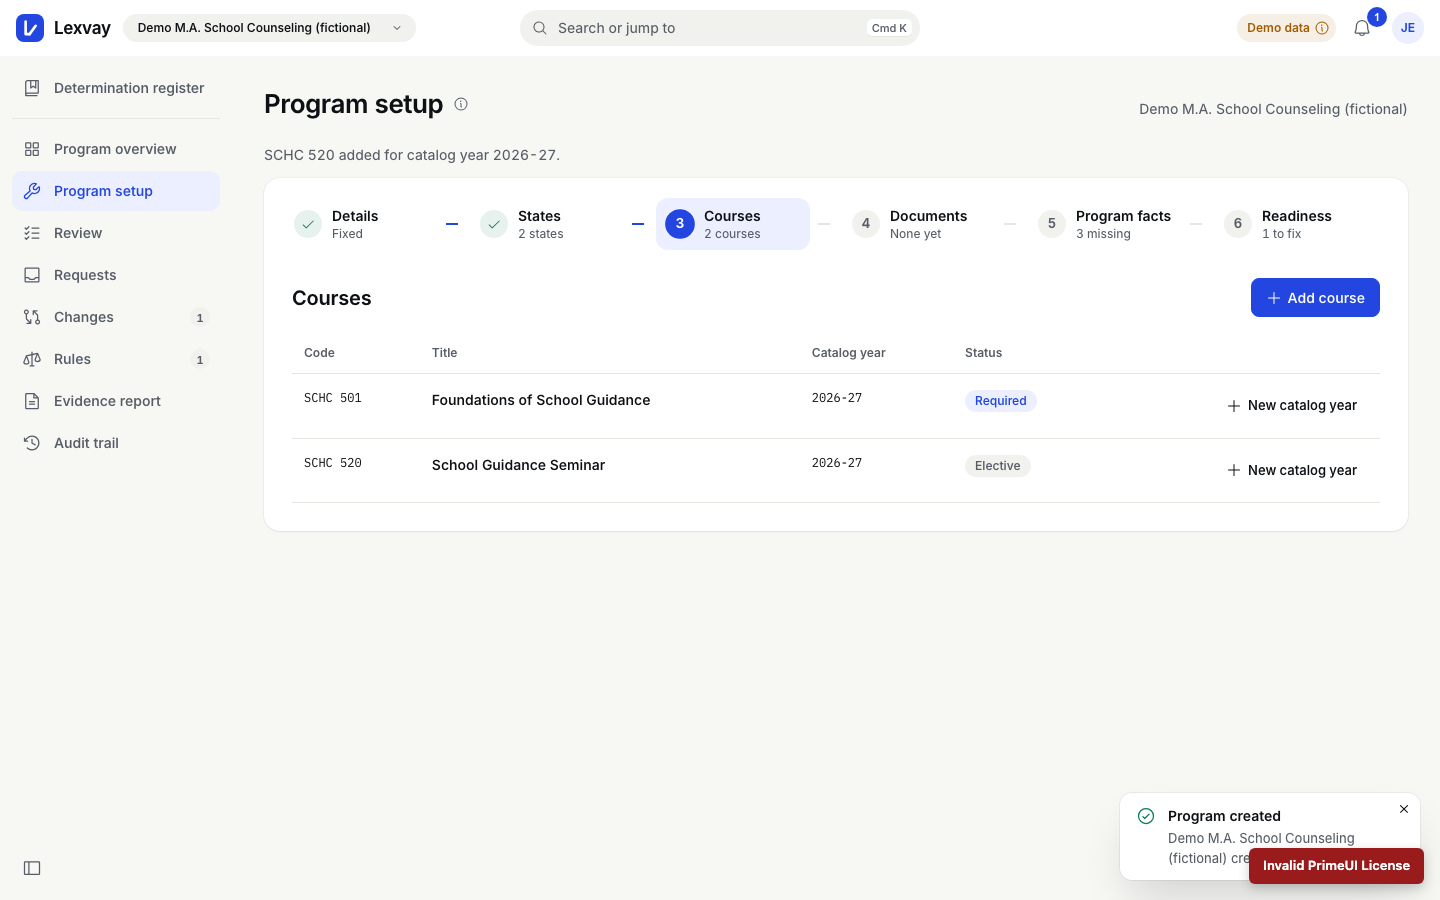 Lexvay
Demo M.A. School Counseling (fictional)
Search or jump to
Cmd K
Demo data
1
JE
Determination register
Program overview
Program setup
Review
Requests
Changes 1
Rules 1
Evidence report
Audit trail
Program setup
Demo M.A. School Counseling (fictional)
SCHC 520 added for catalog year 2026-27.
Details
Fixed
States
2 states
3 Courses
2 courses
4 Documents
None yet
5 Program facts
3 missing
6 Readiness
1 to fix
Courses
Add course
Code Title Catalog year Status
SCHC 501 Foundations of School Guidance 2026-27 Required New catalog year
SCHC 520 School Guidance Seminar 2026-27 Elective New catalog year
Program created
Demo M.A. School Counseling
(fictional)
Invalid PrimeUI License